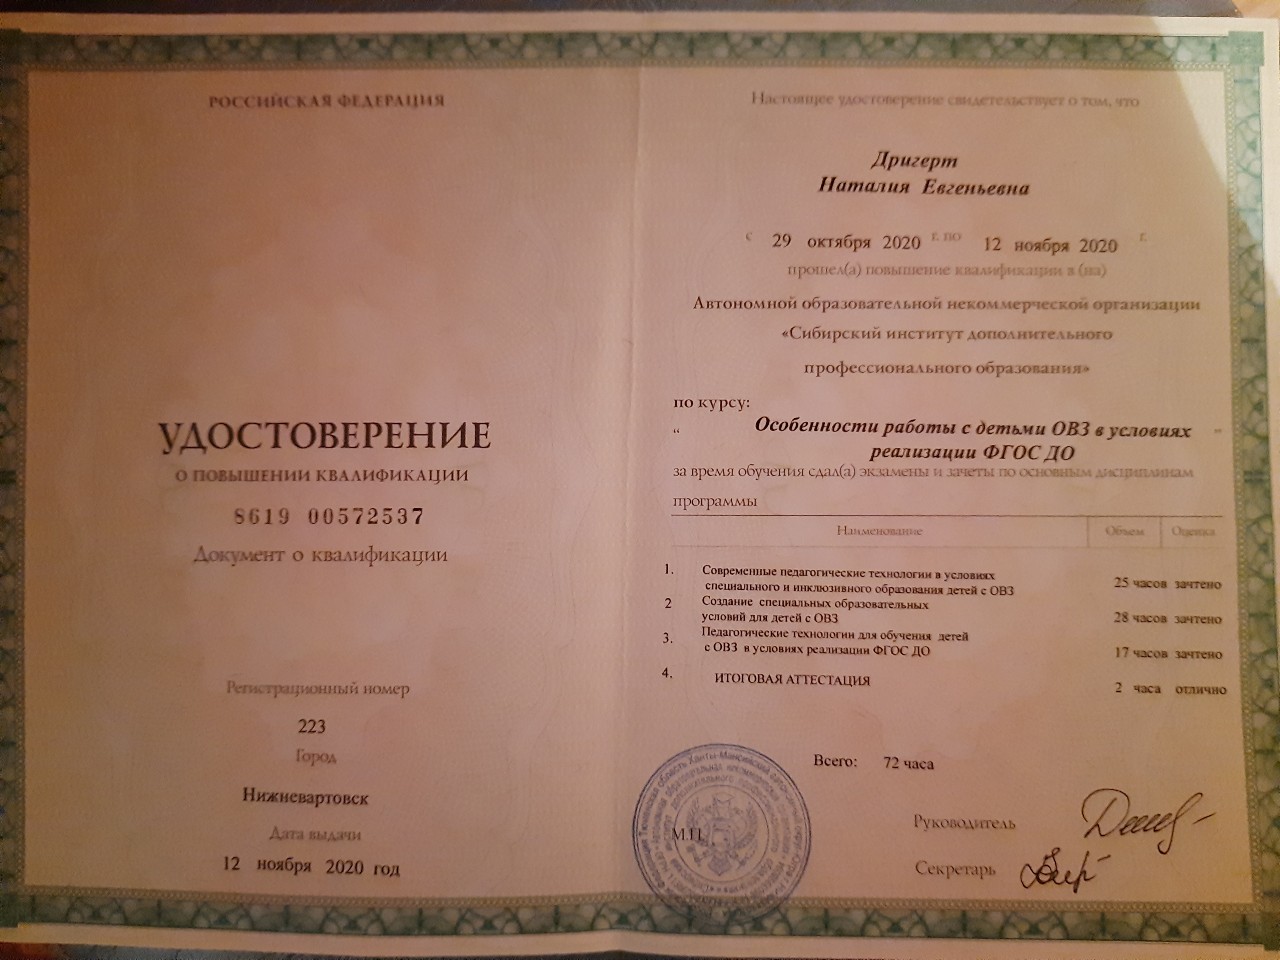 РОССИЙСКАЯ ФЕДЕРАЦИЯ
УДОСТОВЕРЕНИЕ
О ПОВЫШЕНИИ КВАЛИФИКАЦИИ
8619 00572537
Документ о квалификации
Регистрационный номер
223
Город
Нижневартовск
Дата выдачи
12 ноября 2020 год
Настоящее удостоверение свидетельствует о том, что
Дригерт
Наталия Евгеньевна
с 29 октября 2020 г. по 12 ноября 2020 г.
прошел(а) повышение квалификации в (на)
Автономной образовательной некоммерческой организации
«Сибирский институт дополнительного
профессионального образования»
по курсу:
“ Особенности работы с детьми ОВЗ в условиях ”
реализации ФГОС ДО
за время обучения сдал(а) экзамены и зачеты по основным дисциплинам
программы
Наименование Объем Оценка
1. Современные педагогические технологии в условиях
специального и инклюзивного образования детей с ОВЗ 25 часов зачтено
2 Создание специальных образовательных
условий для детей с ОВЗ 28 часов зачтено
3. Педагогические технологии для обучения детей
с ОВЗ в условиях реализации ФГОС ДО 17 часов зачтено
4. ИТОГОВАЯ АТТЕСТАЦИЯ 2 часа отлично
Всего: 72 часа
М.П.
Руководитель
Секретарь